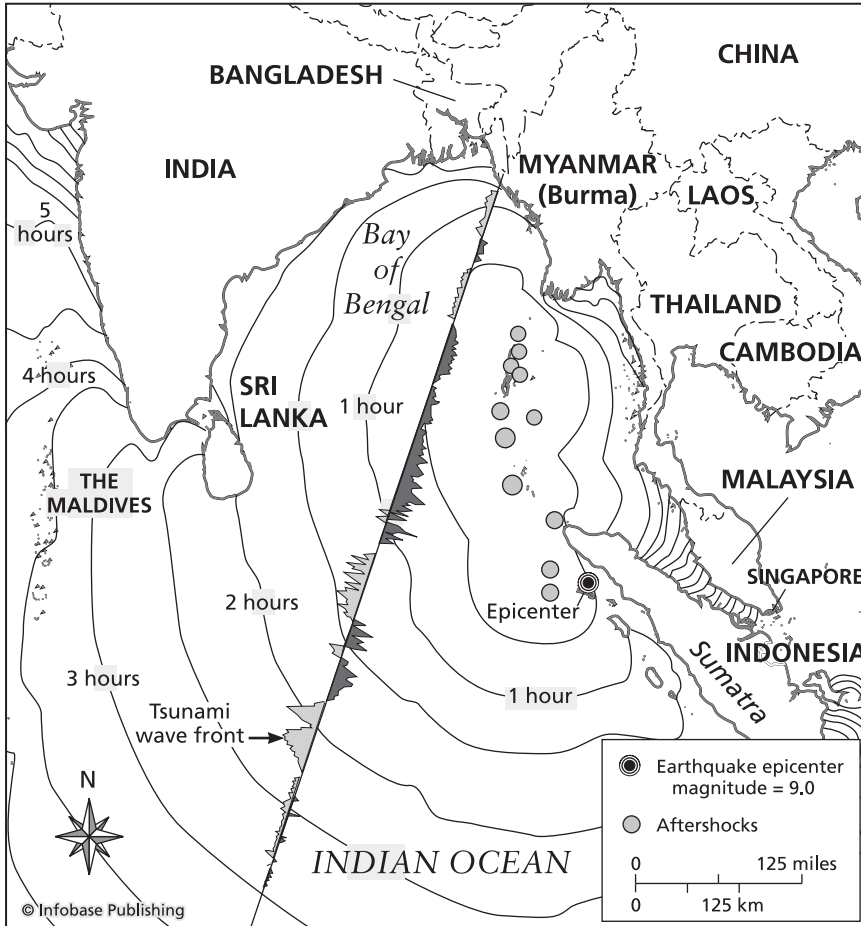 CHINA
BANGLADESH
INDIA
MYANMAR
(Burma)
LAOS
5
hours
Bay
of
Bengal
THAILAND
CAMBODIA
4 hours
SRI
LANKA
1 hour
THE
MALDIVES
MALAYSIA
SINGAPORE
Epicenter
2 hours
INDONESIA
Sumatra
3 hours
1 hour
Tsunami
wave front
N
Earthquake epicenter
magnitude = 9.0
Aftershocks
INDIAN OCEAN
0 125 miles
0 125 km
© Infobase Publishing